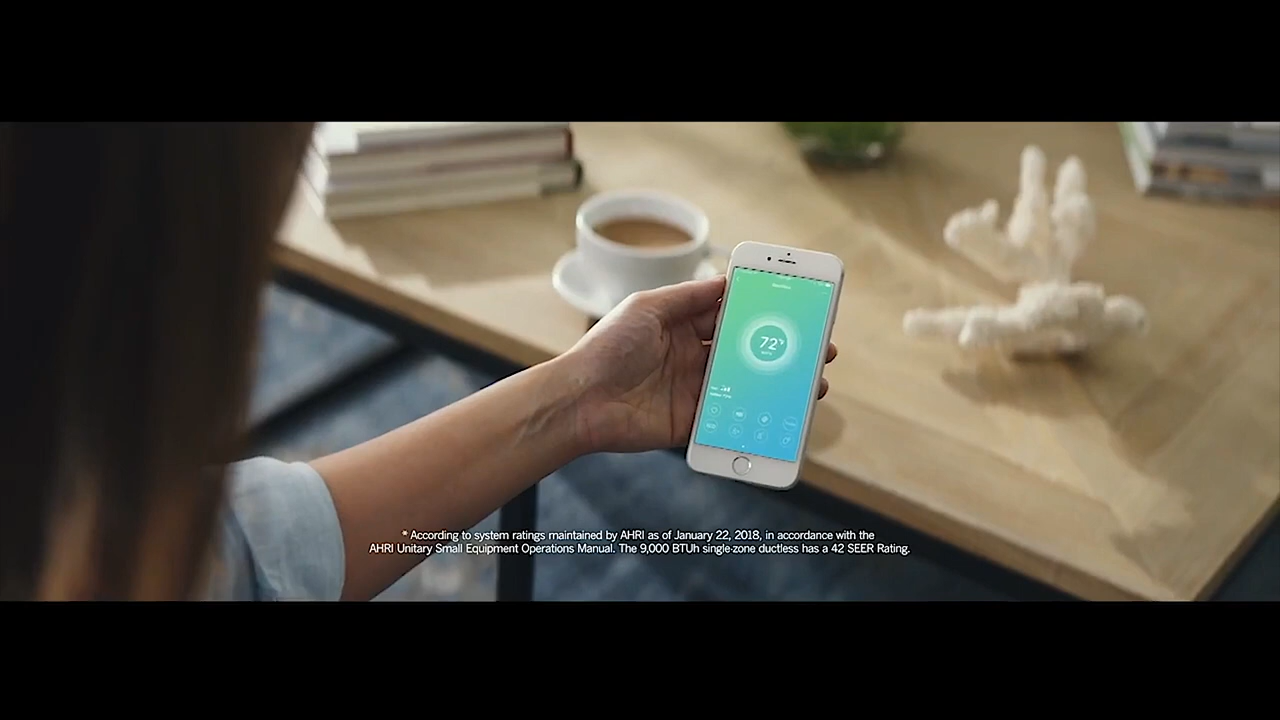 72°F
* According to system ratings maintained by AHRI as of January 22, 2018, in accordance with the
AHRI Unitary Small Equipment Operations Manual. The 9,000 BTUh single-zone ductless has a 42 SEER Rating.